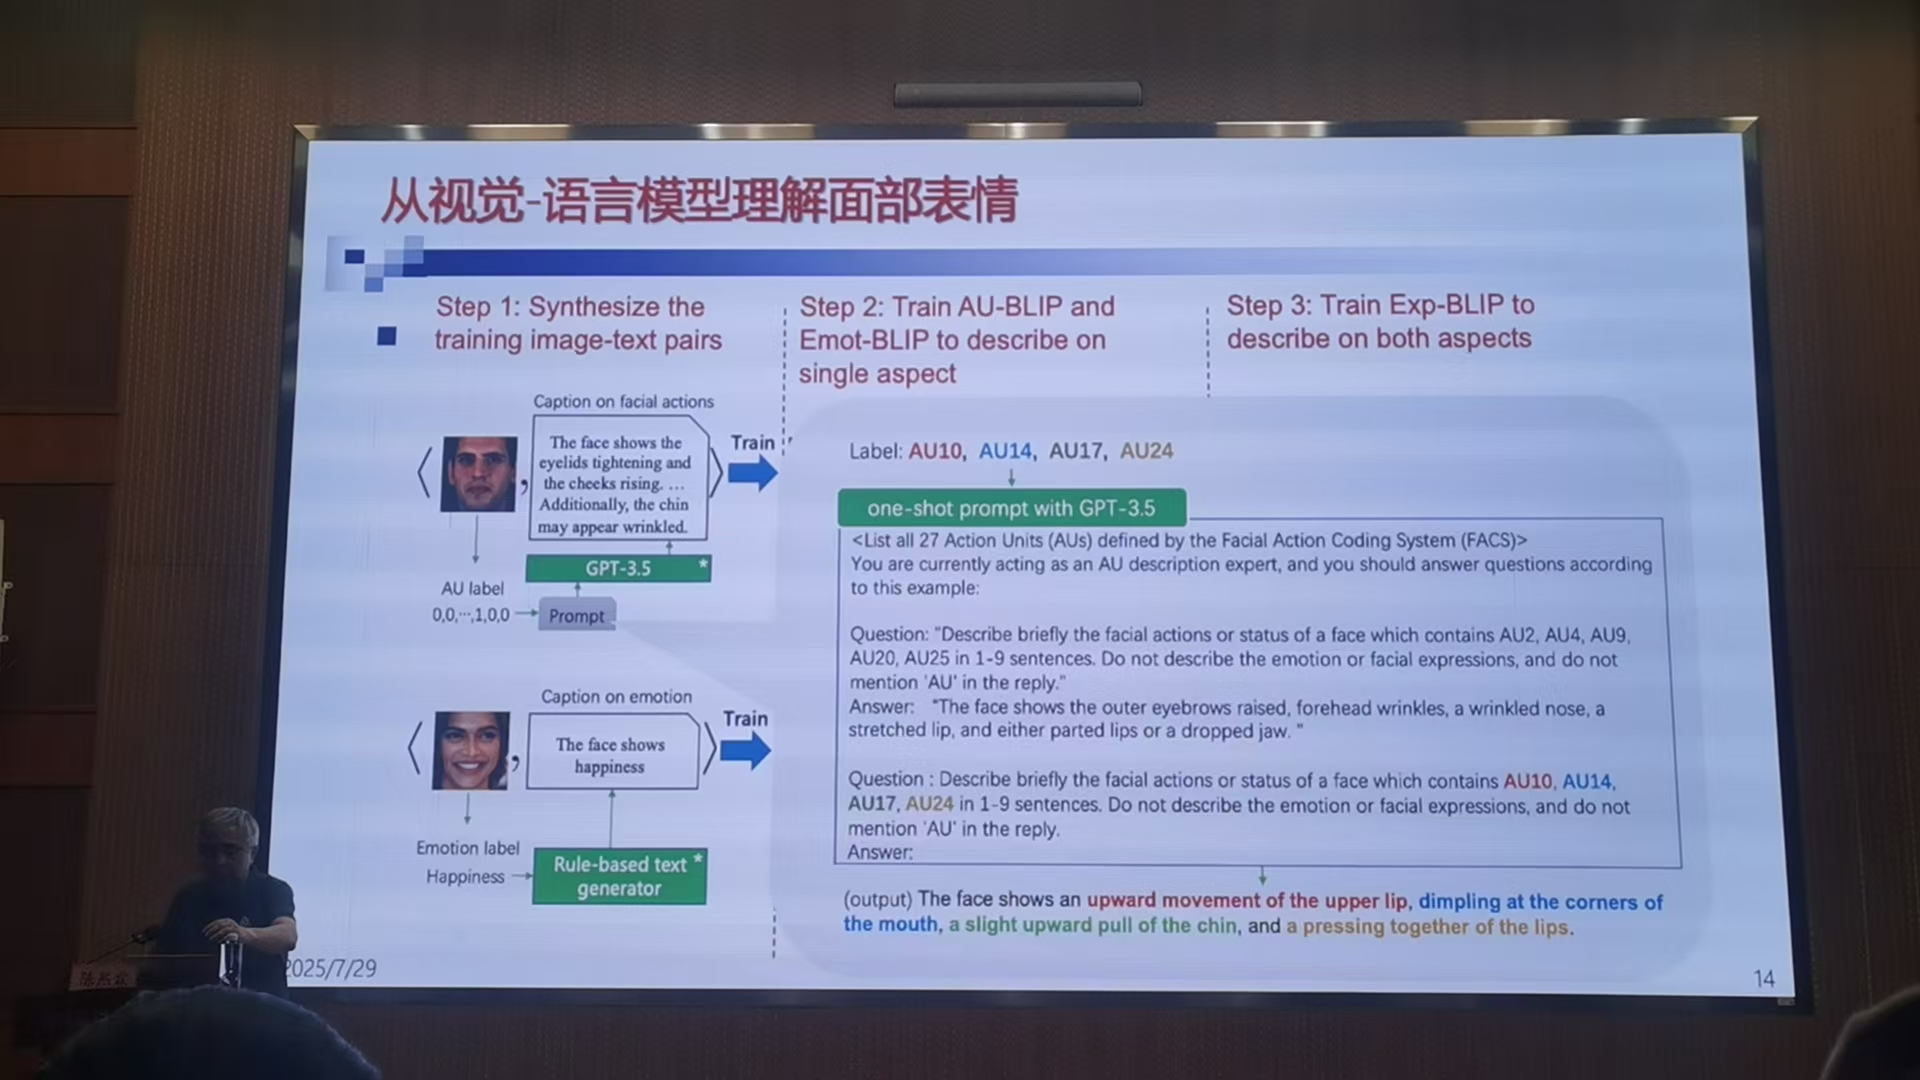 从视觉-语言模型理解面部表情
Step 1: Synthesize the
training image-text pairs
Step 2: Train AU-BLIP and
Emot-BLIP to describe on
single aspect
Step 3: Train Exp-BLIP to
describe on both aspects
Caption on facial actions
The face shows the
eyelids tightening and
the cheeks rising. …
Additionally, the chin
may appear wrinkled.
Train
GPT-3.5 *
AU label
0,0,…,1,0,0
Prompt
Caption on emotion
The face shows
happiness
Train
Emotion label
Happiness
Rule-based text *
generator
Label: AU10, AU14, AU17, AU24
one-shot prompt with GPT-3.5
<List all 27 Action Units (AUs) defined by the Facial Action Coding System (FACS)>
You are currently acting as an AU description expert, and you should answer questions according
to this example:
Question: "Describe briefly the facial actions or status of a face which contains AU2, AU4, AU9,
AU20, AU25 in 1-9 sentences. Do not describe the emotion or facial expressions, and do not
mention 'AU' in the reply."
Answer: "The face shows the outer eyebrows raised, forehead wrinkles, a wrinkled nose, a
stretched lip, and either parted lips or a dropped jaw. "
Question : Describe briefly the facial actions or status of a face which contains AU10, AU14,
AU17, AU24 in 1-9 sentences. Do not describe the emotion or facial expressions, and do not
mention 'AU' in the reply.
Answer:
(output) The face shows an upward movement of the upper lip, dimpling at the corners of
the mouth, a slight upward pull of the chin, and a pressing together of the lips.
2025/7/29
14